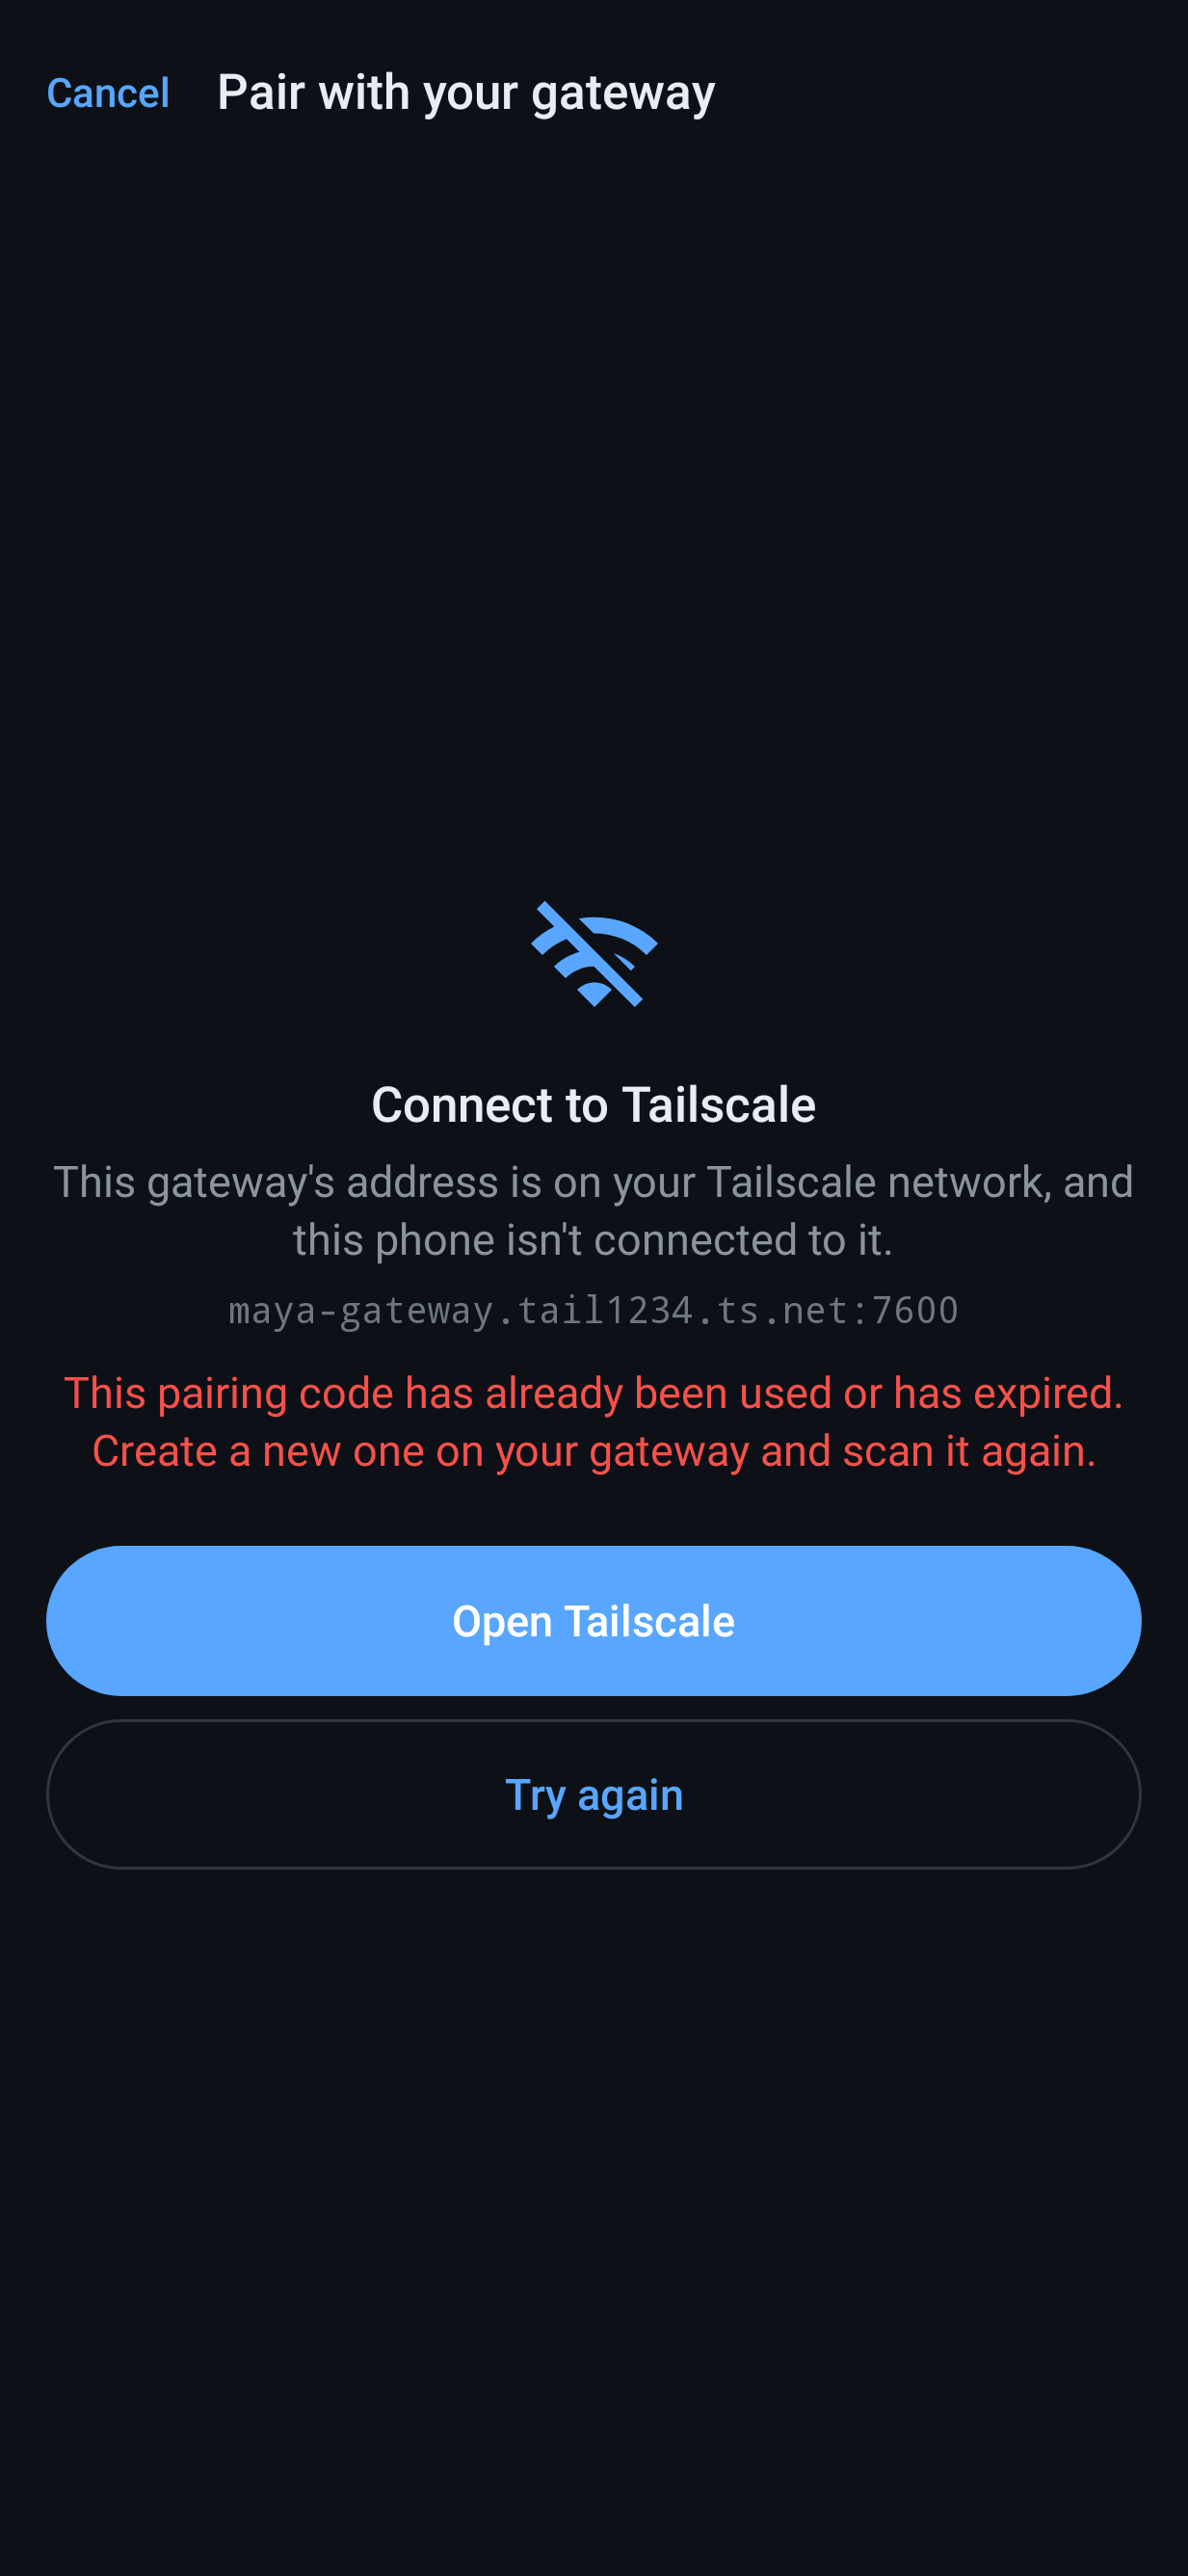 Cancel
Pair with your gateway
Connect to Tailscale
This gateway's address is on your Tailscale network, and
this phone isn't connected to it.
maya-gateway.tail1234.ts.net:7600
This pairing code has already been used or has expired.
Create a new one on your gateway and scan it again.
Open Tailscale
Try again